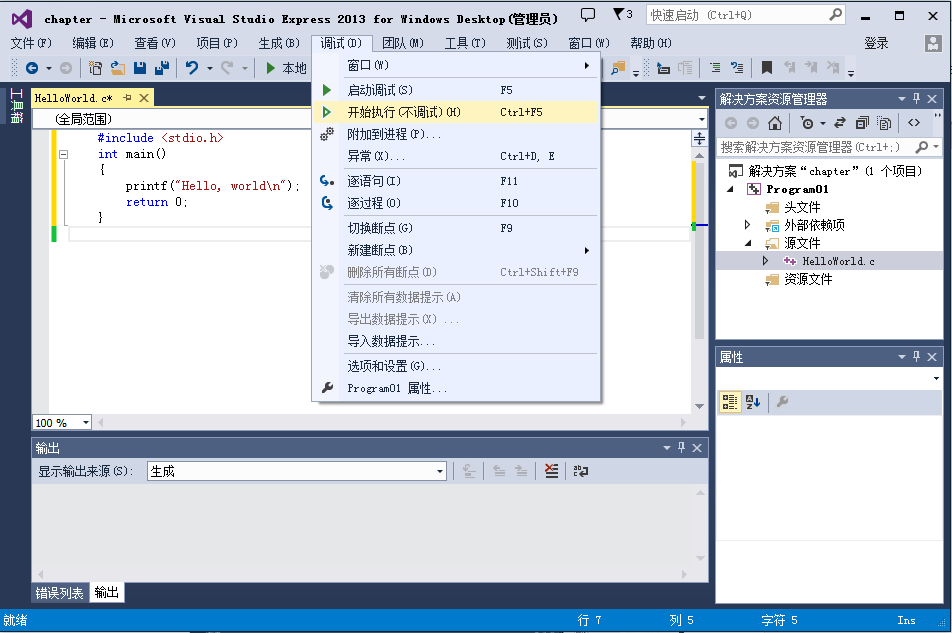 chapter - Microsoft Visual Studio Express 2013 for Windows Desktop(管理员)
3
快速启动 (Ctrl+Q)
文件(F) 编辑(E) 查看(V) 项目(P) 生成(B) 调试(D) 团队(M) 工具(T) 测试(S) 窗口(W) 帮助(H) 登录
本地
工具箱
HelloWorld.c*
(全局范围)
#include <stdio.h>
int main()
{
printf("Hello, world\n");
return 0;
}
100 %
窗口(W)
启动调试(S) F5
开始执行(不调试)(H) Ctrl+F5
附加到进程(P)...
异常(X)... Ctrl+D, E
逐语句(I) F11
逐过程(O) F10
切换断点(G) F9
新建断点(B)
删除所有断点(D) Ctrl+Shift+F9
清除所有数据提示(A)
导出数据提示(X) ...
导入数据提示...
选项和设置(G)...
Program01 属性...
解决方案资源管理器
搜索解决方案资源管理器(Ctrl+;)
解决方案“chapter”(1 个项目)
Program01
头文件
外部依赖项
源文件
HelloWorld.c
资源文件
属性
输出
显示输出来源(S): 生成
错误列表 输出
就绪 行 7 列 5 字符 5 Ins